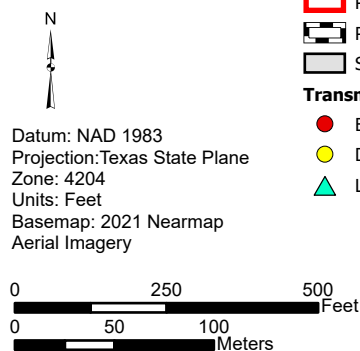 N
Datum: NAD 1983
Projection:Texas State Plane
Zone: 4204
Units: Feet
Basemap: 2021 Nearmap
Aerial Imagery
0 250 500
Feet
0 50 100
Meters
Transm